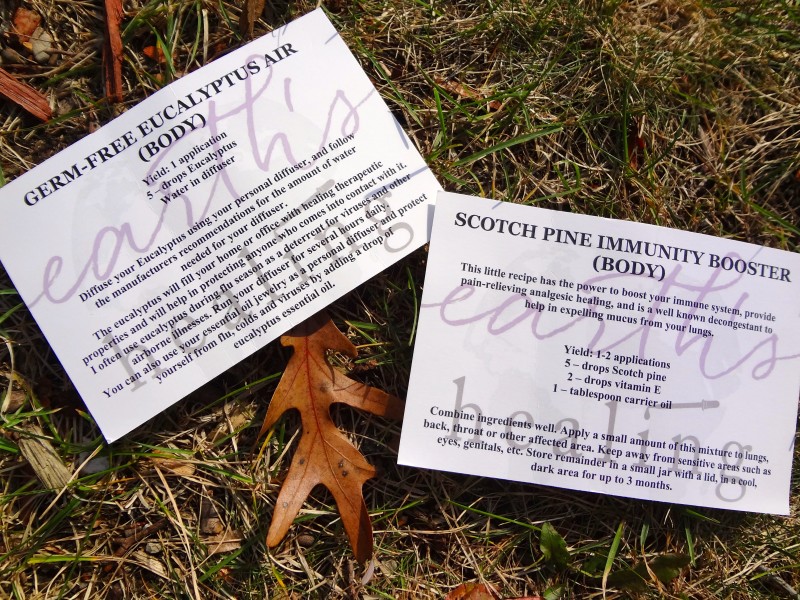 GERM-FREE EUCALYPTUS AIR
(BODY)
Yield: 1 application
5 – drops Eucalyptus
Water in diffuser
Diffuse your Eucalyptus using your personal diffuser, and follow
the manufacturers recommendations for the amount of water
needed for your diffuser.
The eucalyptus will fill your home or office with healing therapeutic
properties and will help in protecting anyone who comes into contact with it.
I often use eucalyptus during flu season as a deterrent for viruses and other
airborne illnesses. Run your diffuser for several hours daily.
You can also use your essential oil jewelry as a personal diffuser and protect
yourself from flu, colds and viruses by adding a drop of
eucalyptus essential oil.
earth's
healing
SCOTCH PINE IMMUNITY BOOSTER
(BODY)
This little recipe has the power to boost your immune system, provide
pain-relieving analgesic healing, and is a well known decongestant to
help in expelling mucus from your lungs.
Yield: 1-2 applications
5 – drops Scotch pine
2 – drops vitamin E
1 – tablespoon carrier oil
Combine ingredients well. Apply a small amount of this mixture to lungs,
back, throat or other affected area. Keep away from sensitive areas such as
eyes, genitals, etc. Store remainder in a small jar with a lid, in a cool,
dark area for up to 3 months.
earth's
healing